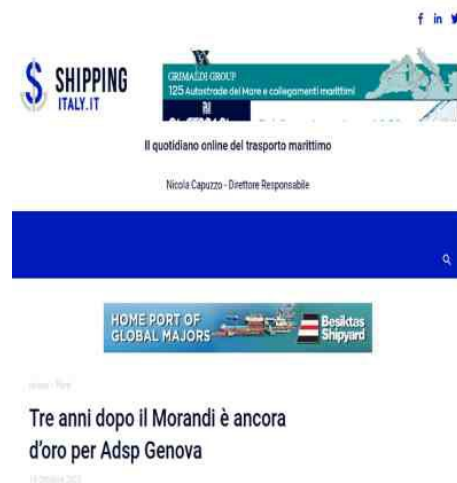 SHIPPING
ITALY.IT
GRIMALDI GROUP
125 Autostrade del Mare e collegamenti marittimi
Il quotidiano online del trasporto marittimo
Nicola Capuzzo - Direttore Responsabile
HOME PORT OF
GLOBAL MAJORS
Besiktas
Shipyard
Tre anni dopo il Morandi è ancora
d'oro per Adsp Genova